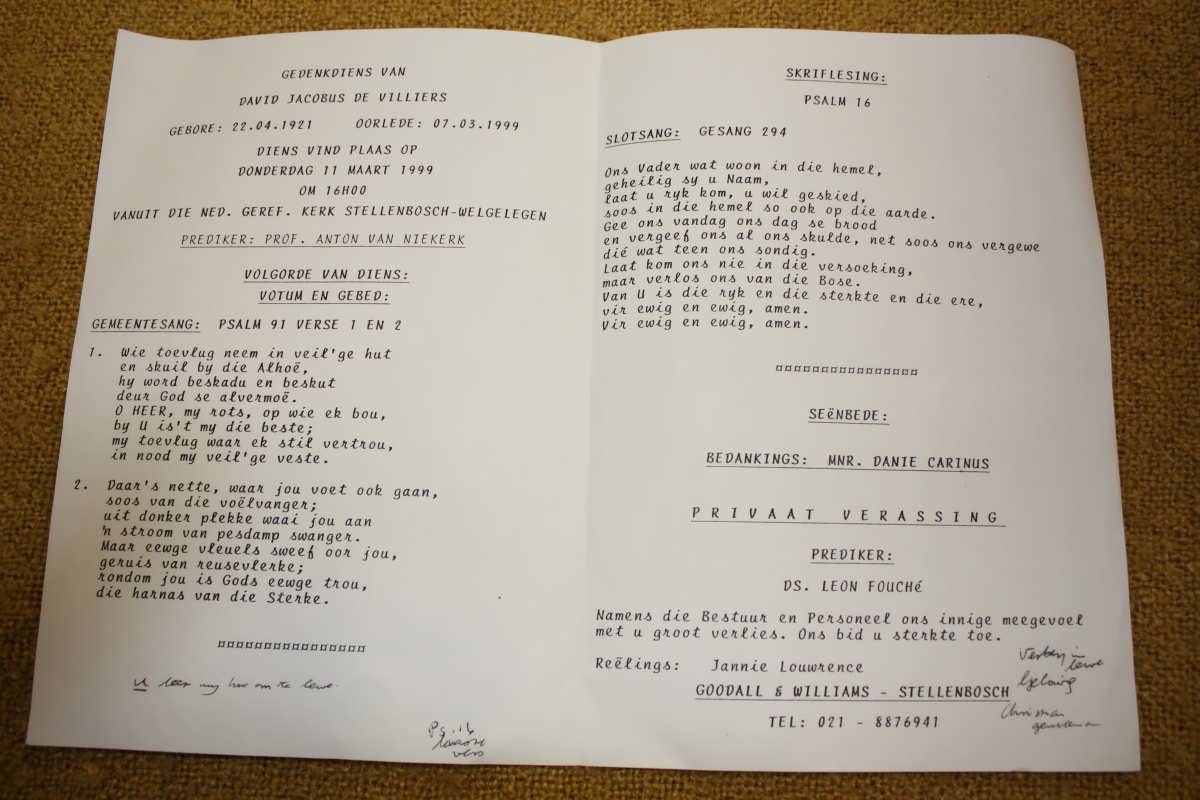 GEDENKDIENS VAN
DAVID JACOBUS DE VILLIERS
GEBORE: 22.04.1921 OORLEDE: 07.03.1999
DIENS VIND PLAAS OP
DONDERDAG 11 MAART 1999
OM 16H00
VANUIT DIE NED. GEREF. KERK STELLENBOSCH-WELGELEGEN
PREDIKER: PROF. ANTON VAN NIEKERK
VOLGORDE VAN DIENS:
VOTUM EN GEBED:
GEMEENTESANG: PSALM 91 VERSE 1 EN 2
1. Wie toevlug neem in veil'ge hut
en skuil by die Alhoë,
hy word beskadu en beskut
deur God se alvermoë.
O HEER, my rots, op wie ek bou,
by U is't my die beste;
my toevlug waar ek stil vertrou,
in nood my veil'ge veste.
2. Daar's nette, waar jou voet ook gaan,
soos van die voëlvanger;
uit donker plekke waai jou aan
'n stroom van pesdamp swanger.
Maar eewge vleuels sweef oor jou,
geruis van reusevlerke;
rondom jou is Gods eewge trou,
die harnas van die Sterke.
¤¤¤¤¤¤¤¤¤¤¤¤¤¤¤¤
U leer my hoe om te lewe.
Ps. 16
laaste
vers
SKRIFLESING:
PSALM 16
SLOTSANG: GESANG 294
Ons Vader wat woon in die hemel,
geheilig sy u Naam,
laat u ryk kom, u wil geskied,
soos in die hemel so ook op die aarde.
Gee ons vandag ons dag se brood
en vergeef ons al ons skulde, net soos ons vergewe
dié wat teen ons sondig.
Laat kom ons nie in die versoeking,
maar verlos ons van die Bose.
Van U is die ryk en die sterkte en die ere,
vir ewig en ewig, amen.
Vir ewig en ewig, amen.
¤¤¤¤¤¤¤¤¤¤¤¤¤¤¤
SEëNBEDE:
BEDANKINGS: MNR. DANIE CARINUS
PRIVAAT VERASSING
PREDIKER:
DS. LEON FOUCHé
Namens die Bestuur en Personeel ons innige meegevoel
met u groot verlies. Ons bid u sterkte toe.
Reëlings: Jannie Louwrence
GOODALL & WILLIAMS - STELLENBOSCH
TEL: 021 - 8876941
lewe